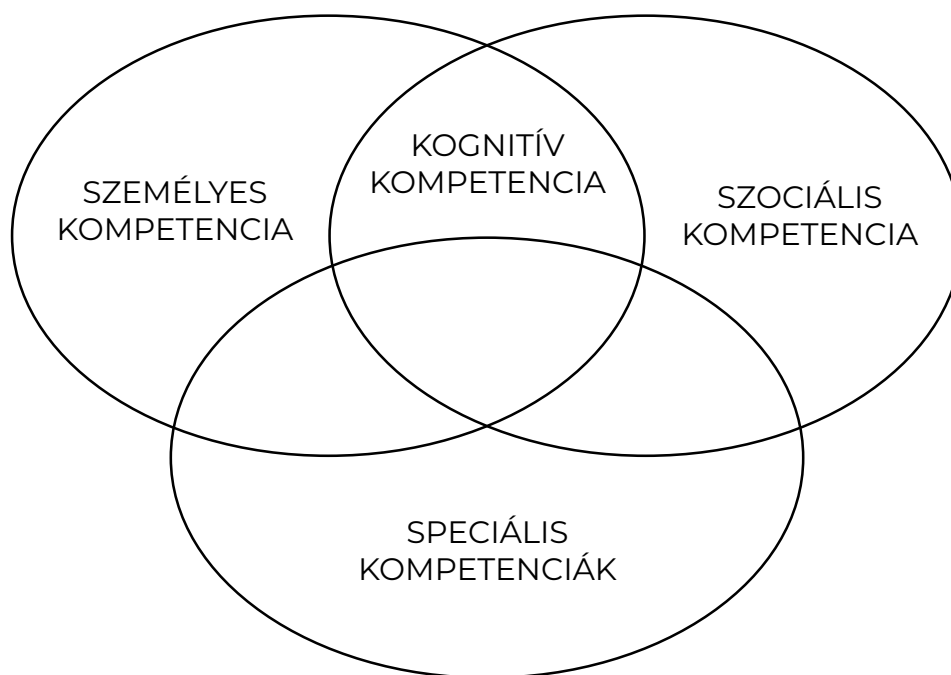 KOGNITÍV
KOMPETENCIA
SZEMÉLYES
KOMPETENCIA
SZOCIÁLIS
KOMPETENCIA
SPECIÁLIS
KOMPETENCIÁK